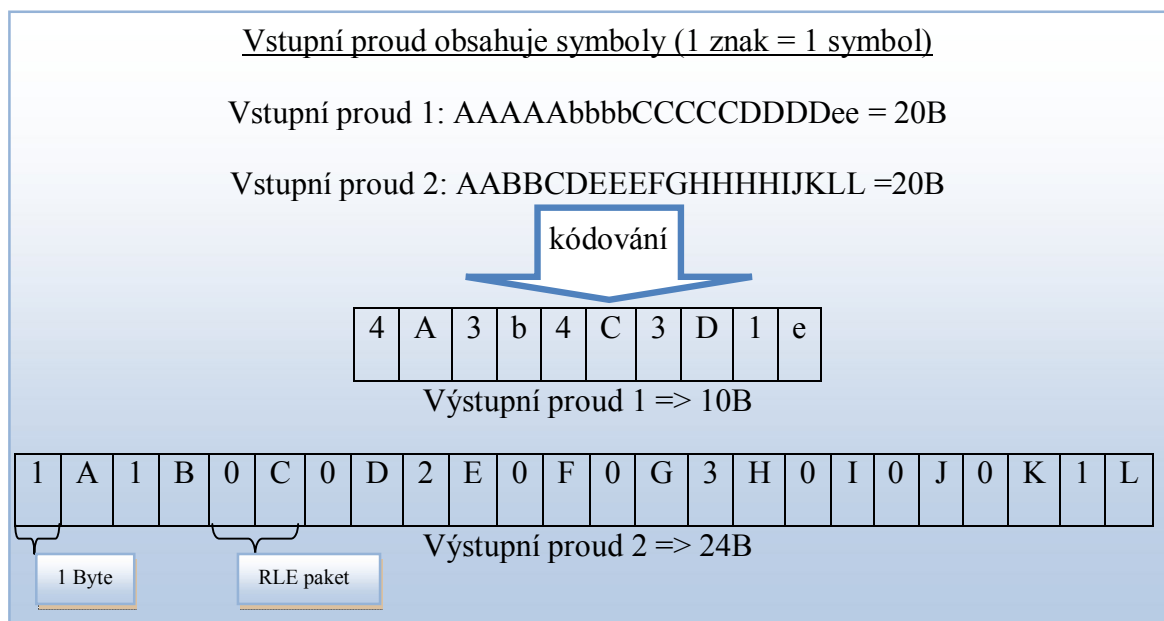 Vstupní proud obsahuje symboly (1 znak = 1 symbol)
Vstupní proud 1: AAAAAbbbbCCCCCDDDDee = 20B
Vstupní proud 2: AABBCDEEEFGHHHHIJKLL =20B
kódování
4 A 3 b 4 C 3 D 1 e
Výstupní proud 1 => 10B
1 A 1 B 0 C 0 D 2 E 0 F 0 G 3 H 0 I 0 J 0 K 1 L
Výstupní proud 2 => 24B
1 Byte RLE paket